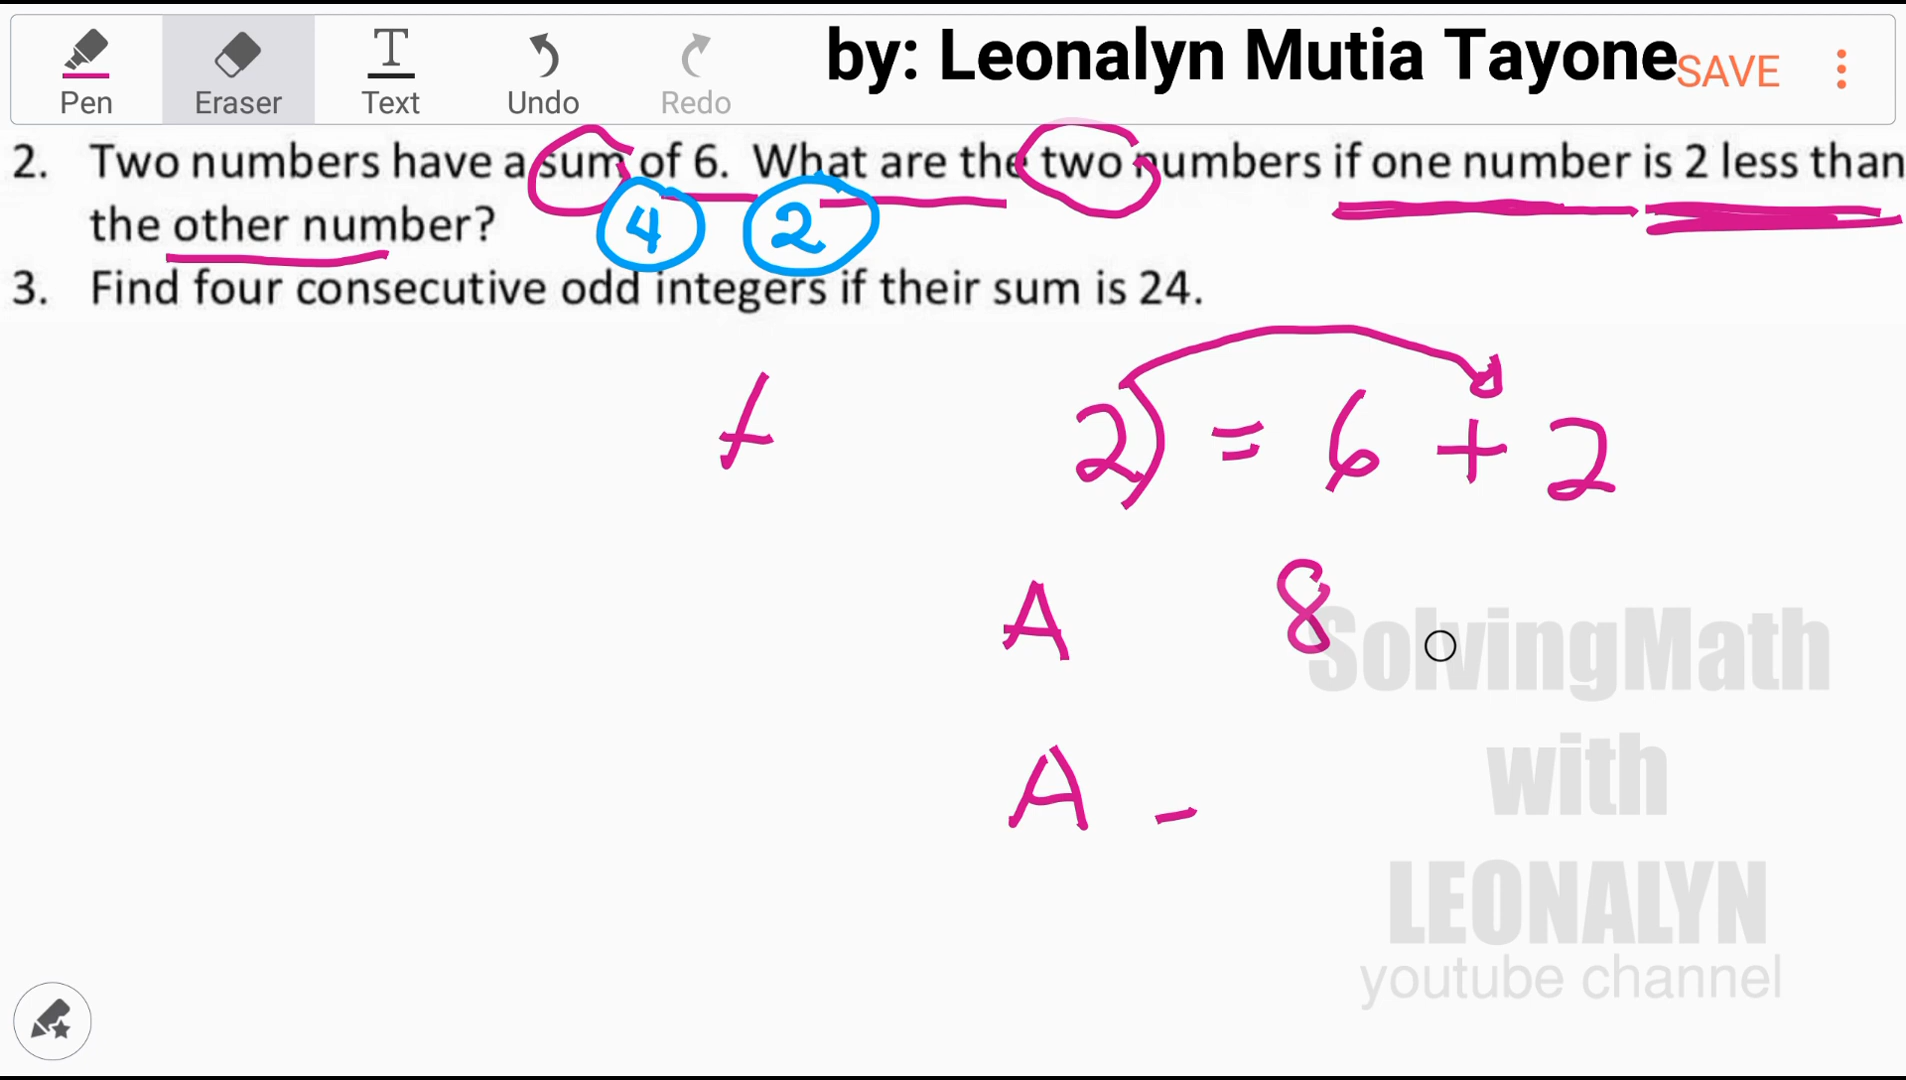 by: Leonalyn Mutia Tayone
Pen Eraser Text Undo Redo SAVE
2. Two numbers have a sum of 6. What are the two numbers if one number is 2 less than
the other number? 4 2
3. Find four consecutive odd integers if their sum is 24.
+ 2) = 6 + 2
A 8
A -
SolvingMath
with
LEONALYN
youtube channel